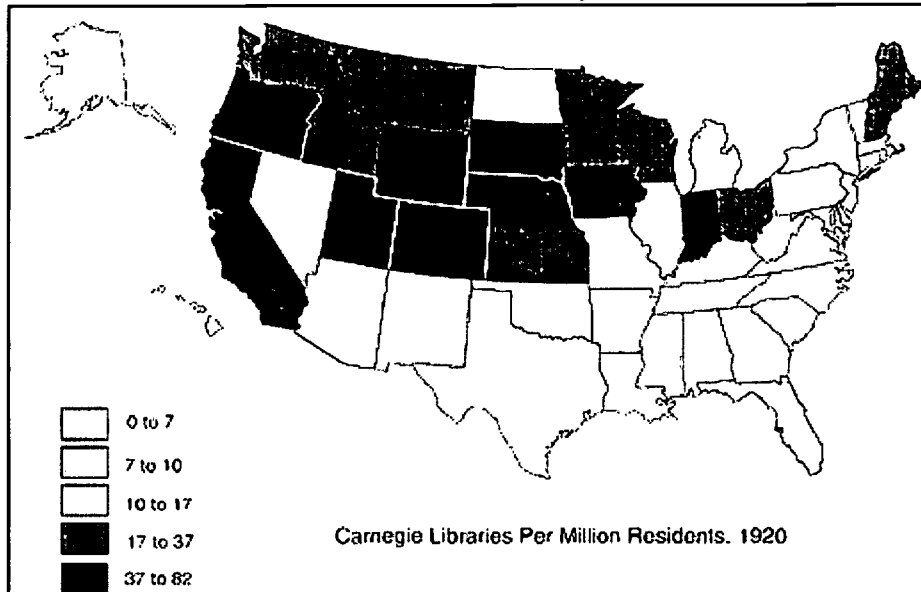 0 to 7
7 to 10
10 to 17
17 to 37
37 to 82
Carnegie Libraries Per Million Residents. 1920